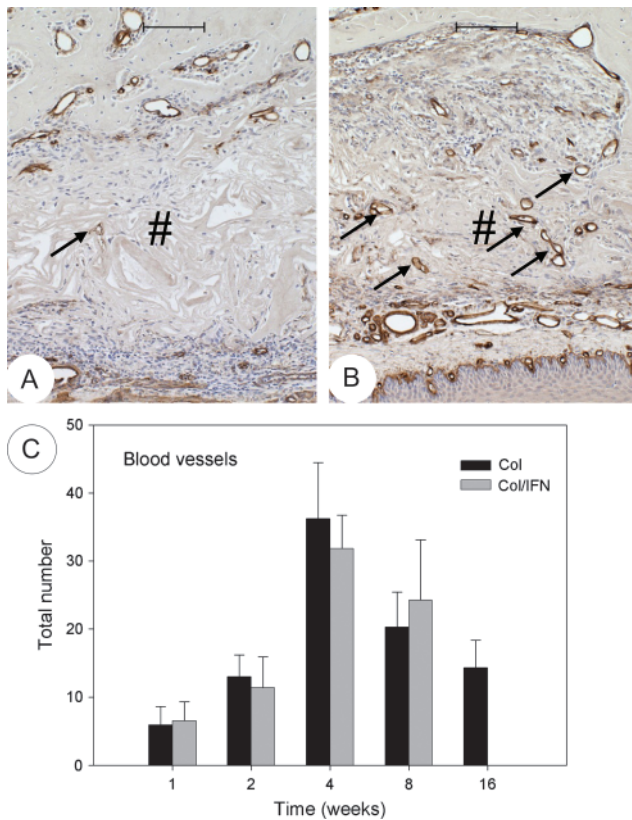 #
A
#
B
C
Blood vessels
Col
Col/IFN
Total number
50
40
30
20
10
0
1 2 4 8 16
Time (weeks)